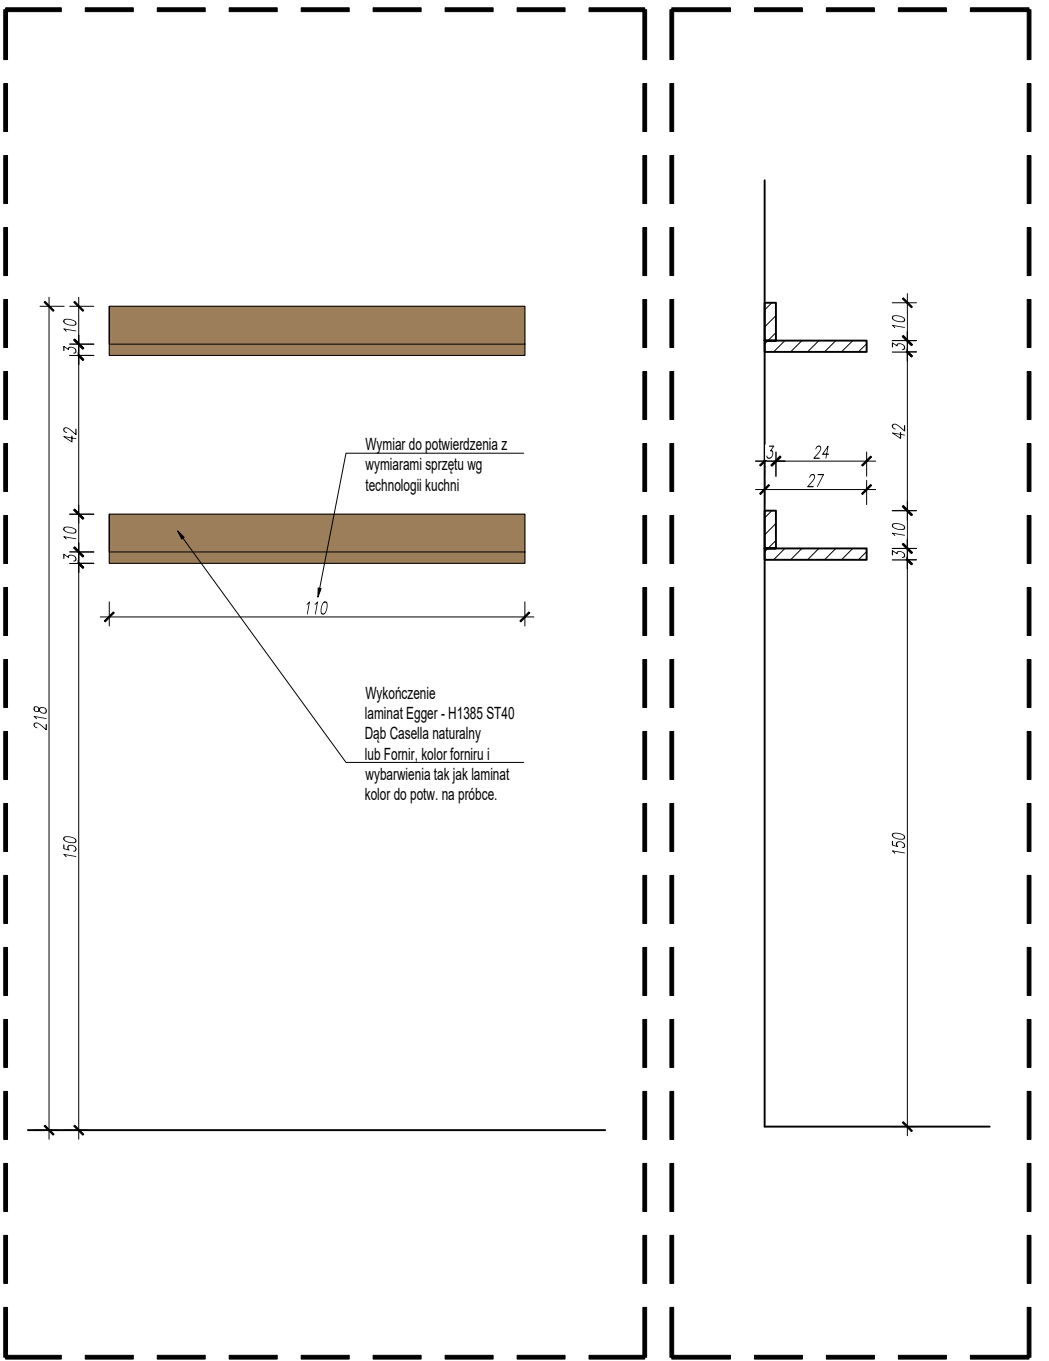 10
3
42
10
3
218
150
110
Wymiar do potwierdzenia z
wymiarami sprzętu wg
technologii kuchni
Wykończenie
laminat Egger - H1385 ST40
Dąb Casella naturalny
lub Fornir, kolor forniru i
wybarwienia tak jak laminat
kolor do potw. na próbce.
10
3
42
3
24
27
10
3
150